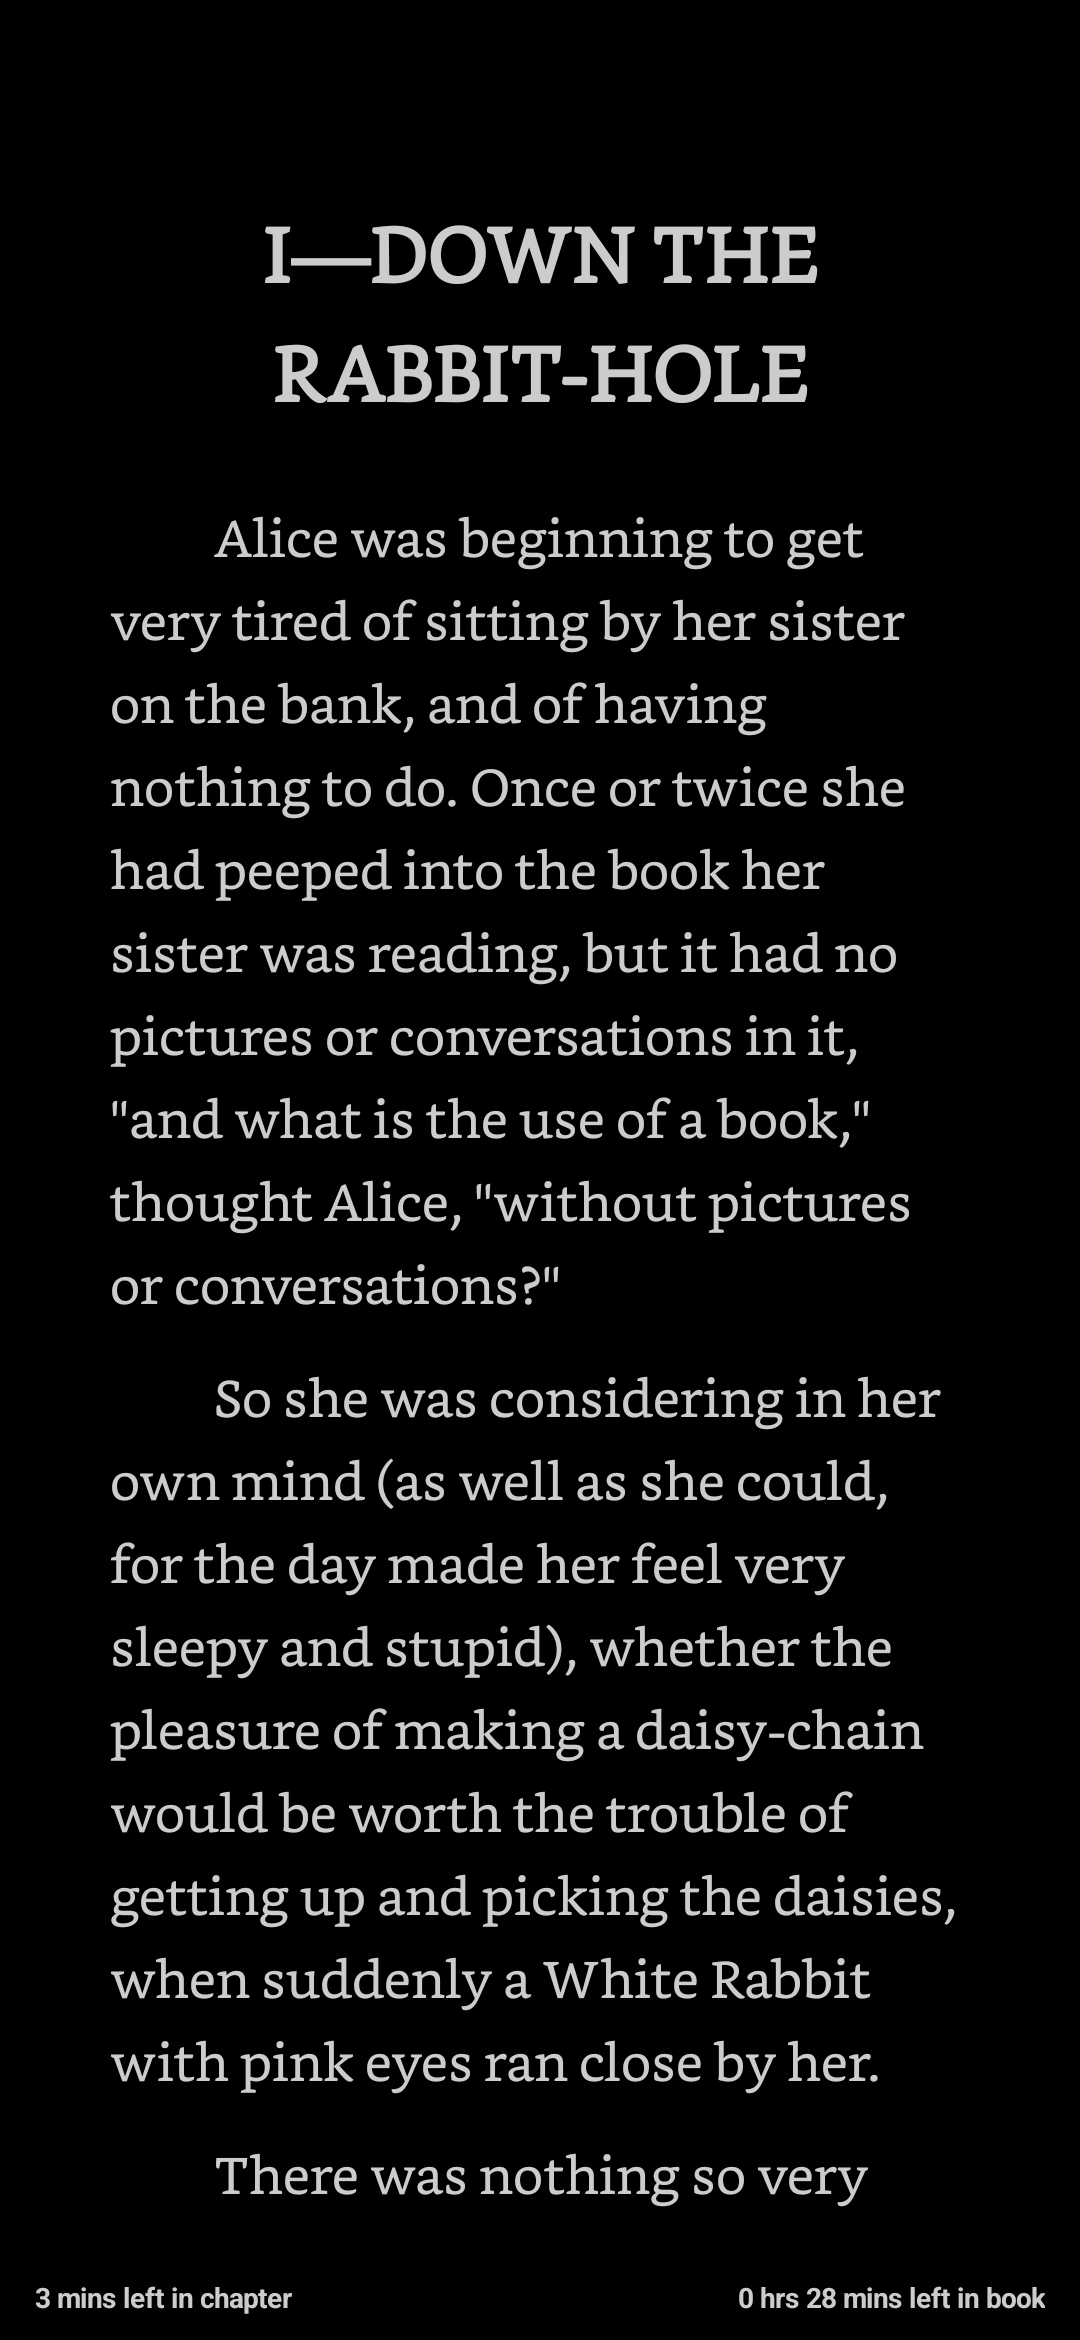 I—DOWN THE
RABBIT-HOLE
Alice was beginning to get
very tired of sitting by her sister
on the bank, and of having
nothing to do. Once or twice she
had peeped into the book her
sister was reading, but it had no
pictures or conversations in it,
"and what is the use of a book,"
thought Alice, "without pictures
or conversations?"
So she was considering in her
own mind (as well as she could,
for the day made her feel very
sleepy and stupid), whether the
pleasure of making a daisy-chain
would be worth the trouble of
getting up and picking the daisies,
when suddenly a White Rabbit
with pink eyes ran close by her.
There was nothing so very
3 mins left in chapter
0 hrs 28 mins left in book